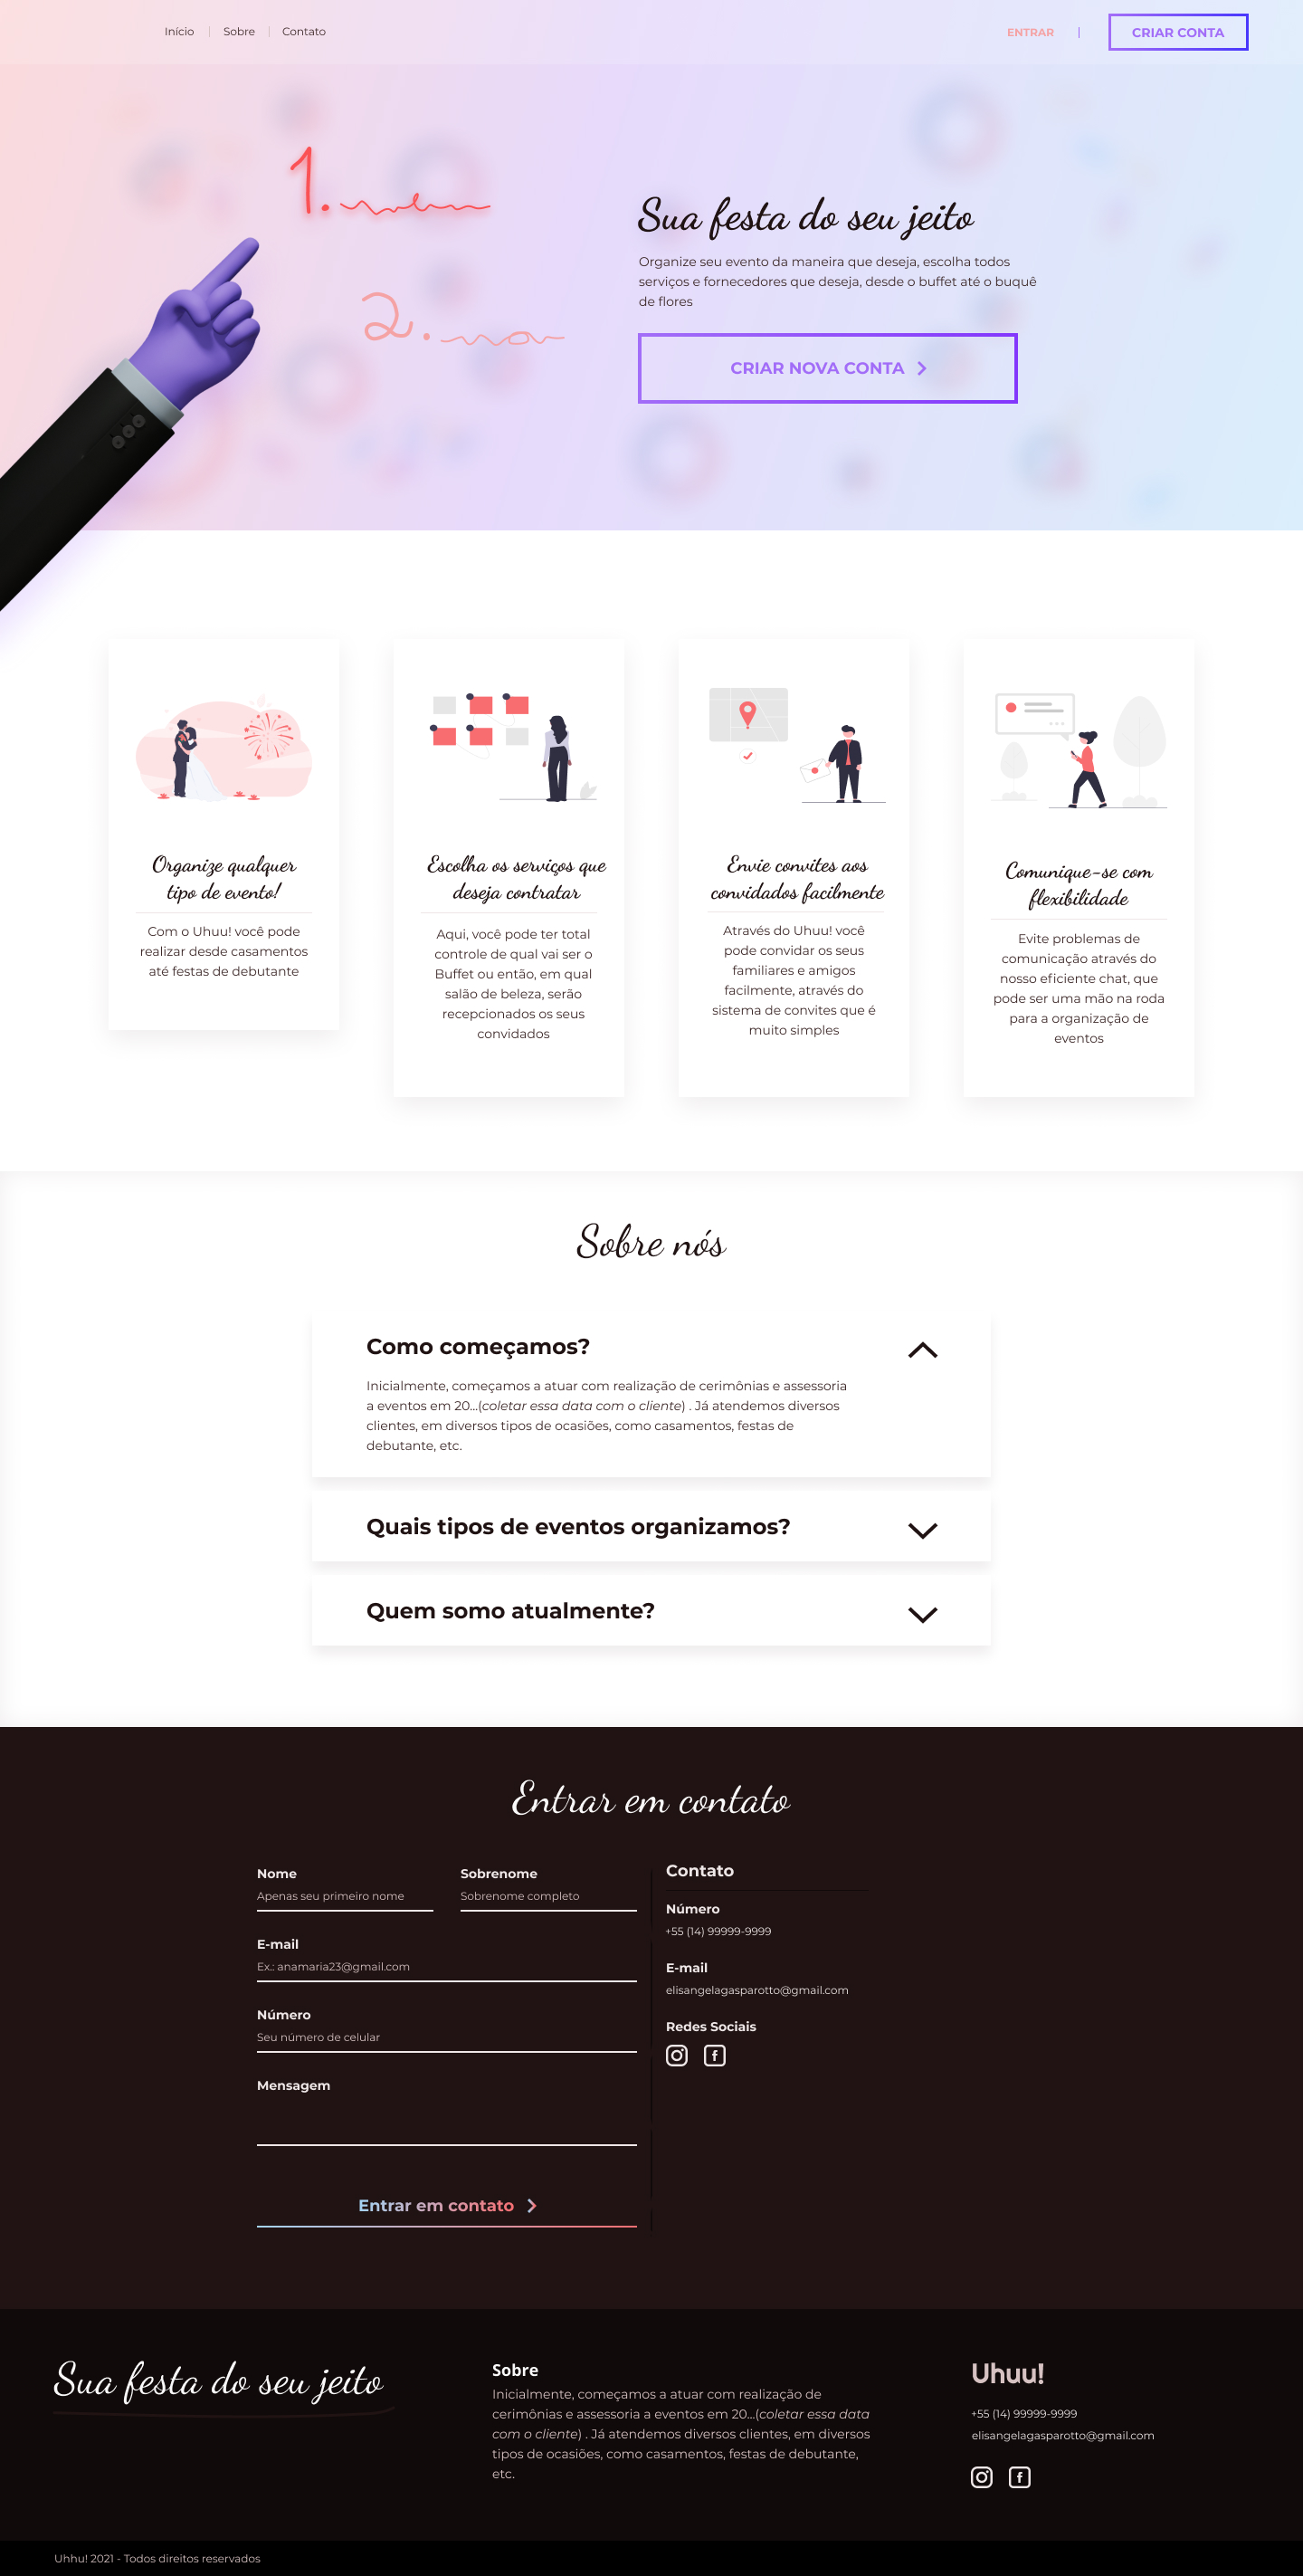 Início | Sobre | Contato
ENTRAR | CRIAR CONTA
1.
2.
Sua festa do seu jeito
Organize seu evento da maneira que deseja, escolha todos
serviços e fornecedores que deseja, desde o buffet até o buquê
de flores
CRIAR NOVA CONTA
Organize qualquer
tipo de evento!
Com o Uhuu! você pode
realizar desde casamentos
até festas de debutante
Escolha os serviços que
deseja contratar
Aqui, você pode ter total
controle de qual vai ser o
Buffet ou então, em qual
salão de beleza, serão
recepcionados os seus
convidados
Envie convites aos
convidados facilmente
Através do Uhuu! você
pode convidar os seus
familiares e amigos
facilmente, através do
sistema de convites que é
muito simples
Comunique-se com
flexibilidade
Evite problemas de
comunicação através do
nosso eficiente chat, que
pode ser uma mão na roda
para a organização de
eventos
Sobre nós
Como começamos?
Inicialmente, começamos a atuar com realização de cerimônias e assessoria
a eventos em 20...(coletar essa data com o cliente) . Já atendemos diversos
clientes, em diversos tipos de ocasiões, como casamentos, festas de
debutante, etc.
Quais tipos de eventos organizamos?
Quem somo atualmente?
Entrar em contato
Nome
Apenas seu primeiro nome
Sobrenome
Sobrenome completo
E-mail
Ex.: anamaria23@gmail.com
Número
Seu número de celular
Mensagem
Entrar em contato
Contato
Número
+55 (14) 99999-9999
E-mail
elisangelagasparotto@gmail.com
Redes Sociais
Sua festa do seu jeito
Sobre
Inicialmente, começamos a atuar com realização de
cerimônias e assessoria a eventos em 20...(coletar essa data
com o cliente) . Já atendemos diversos clientes, em diversos
tipos de ocasiões, como casamentos, festas de debutante,
etc.
Uhuu!
+55 (14) 99999-9999
elisangelagasparotto@gmail.com
Uhhu! 2021 - Todos direitos reservados